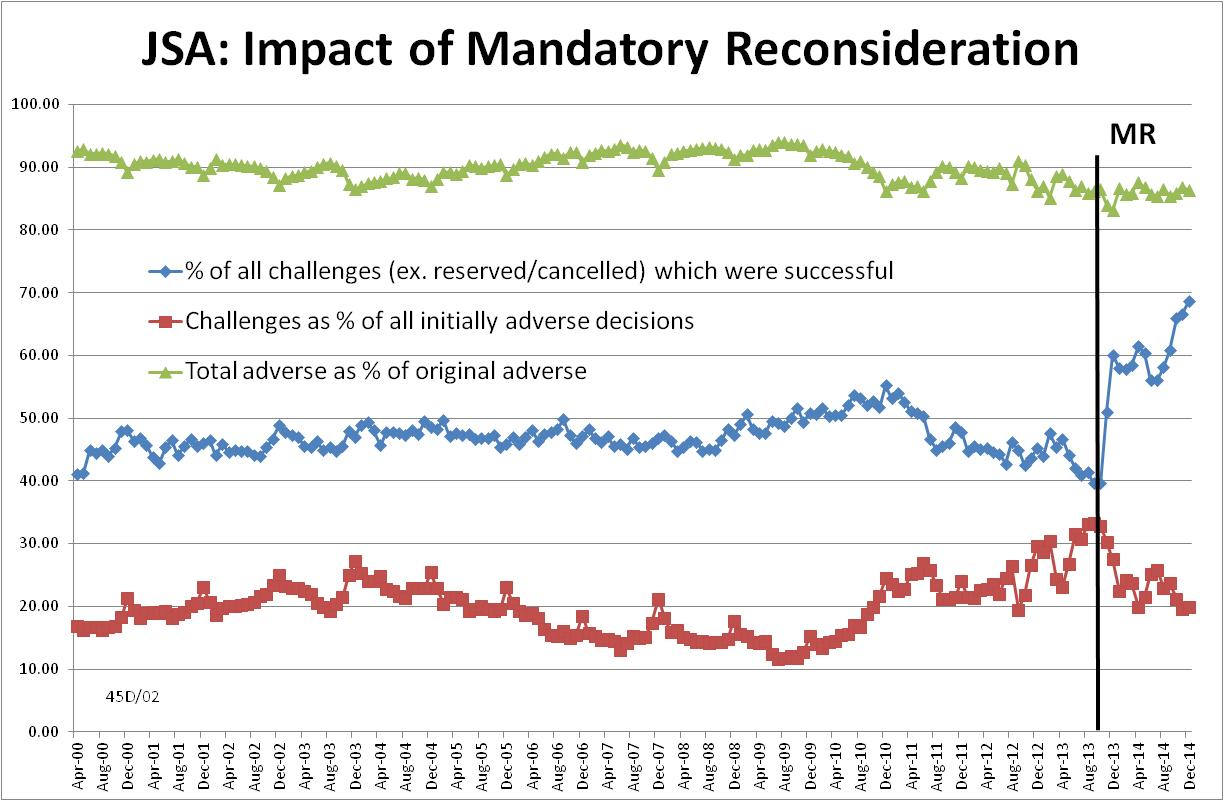 JSA: Impact of Mandatory Reconsideration
100.00
MR
90.00
80.00
% of all challenges (ex. reserved/cancelled) which were successful
70.00
Challenges as % of all initially adverse decisions
60.00
Total adverse as % of original adverse
50.00
40.00
30.00
20.00
10.00
45D/02
0.00
Apr-00
Aug-00
Dec-00
Apr-01
Aug-01
Dec-01
Apr-02
Aug-02
Dec-02
Apr-03
Aug-03
Dec-03
Apr-04
Aug-04
Dec-04
Apr-05
Aug-05
Dec-05
Apr-06
Aug-06
Dec-06
Apr-07
Aug-07
Dec-07
Apr-08
Aug-08
Dec-08
Apr-09
Aug-09
Dec-09
Apr-10
Aug-10
Dec-10
Apr-11
Aug-11
Dec-11
Apr-12
Aug-12
Dec-12
Apr-13
Aug-13
Dec-13
Apr-14
Aug-14
Dec-14